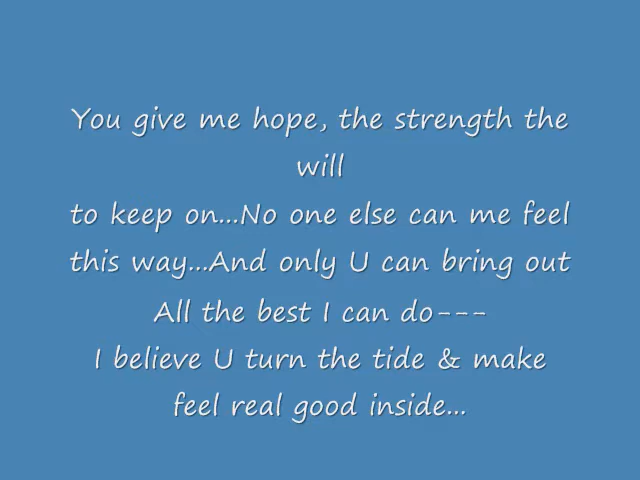 You give me hope, the strength the
will
to keep on...No one else can me feel
this way...And only U can bring out
All the best I can do---
I believe U turn the tide & make
feel real good inside...